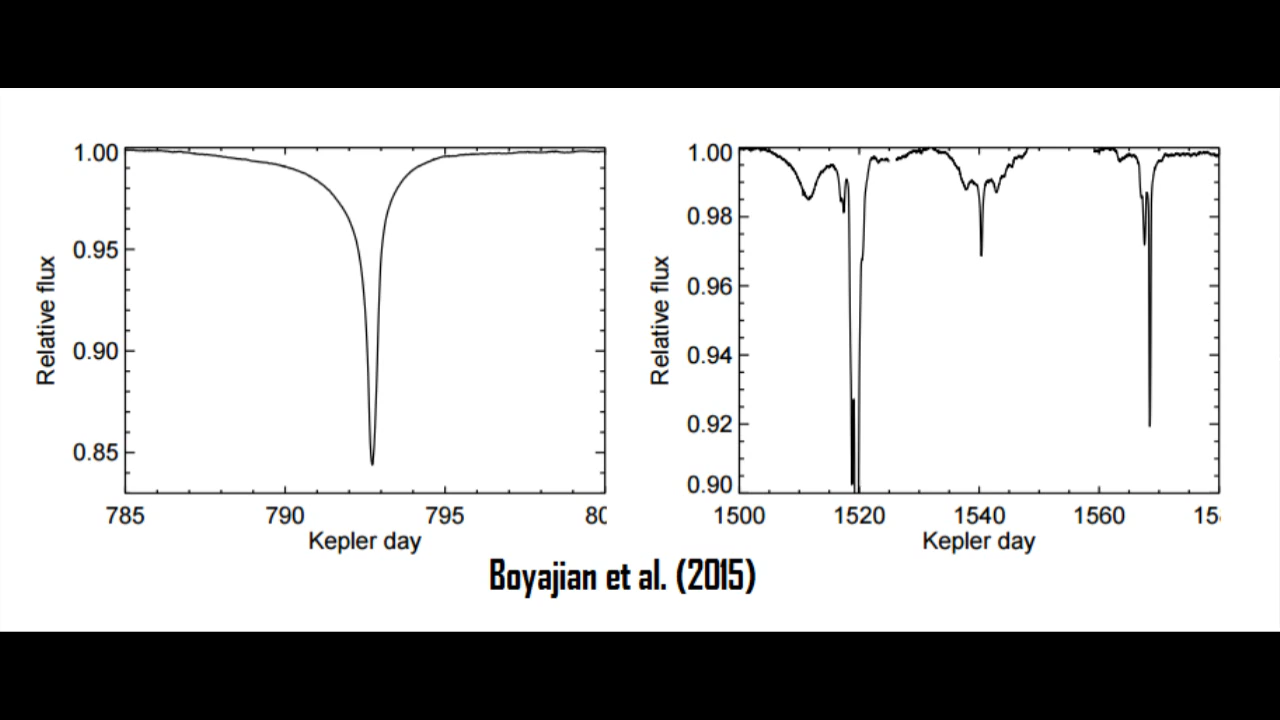 1.00
0.95
0.90
0.85
Relative flux
785 790 795 80
Kepler day
1.00
0.98
0.96
0.94
0.92
0.90
Relative flux
1500 1520 1540 1560 15
Kepler day
Boyajian et al. (2015)